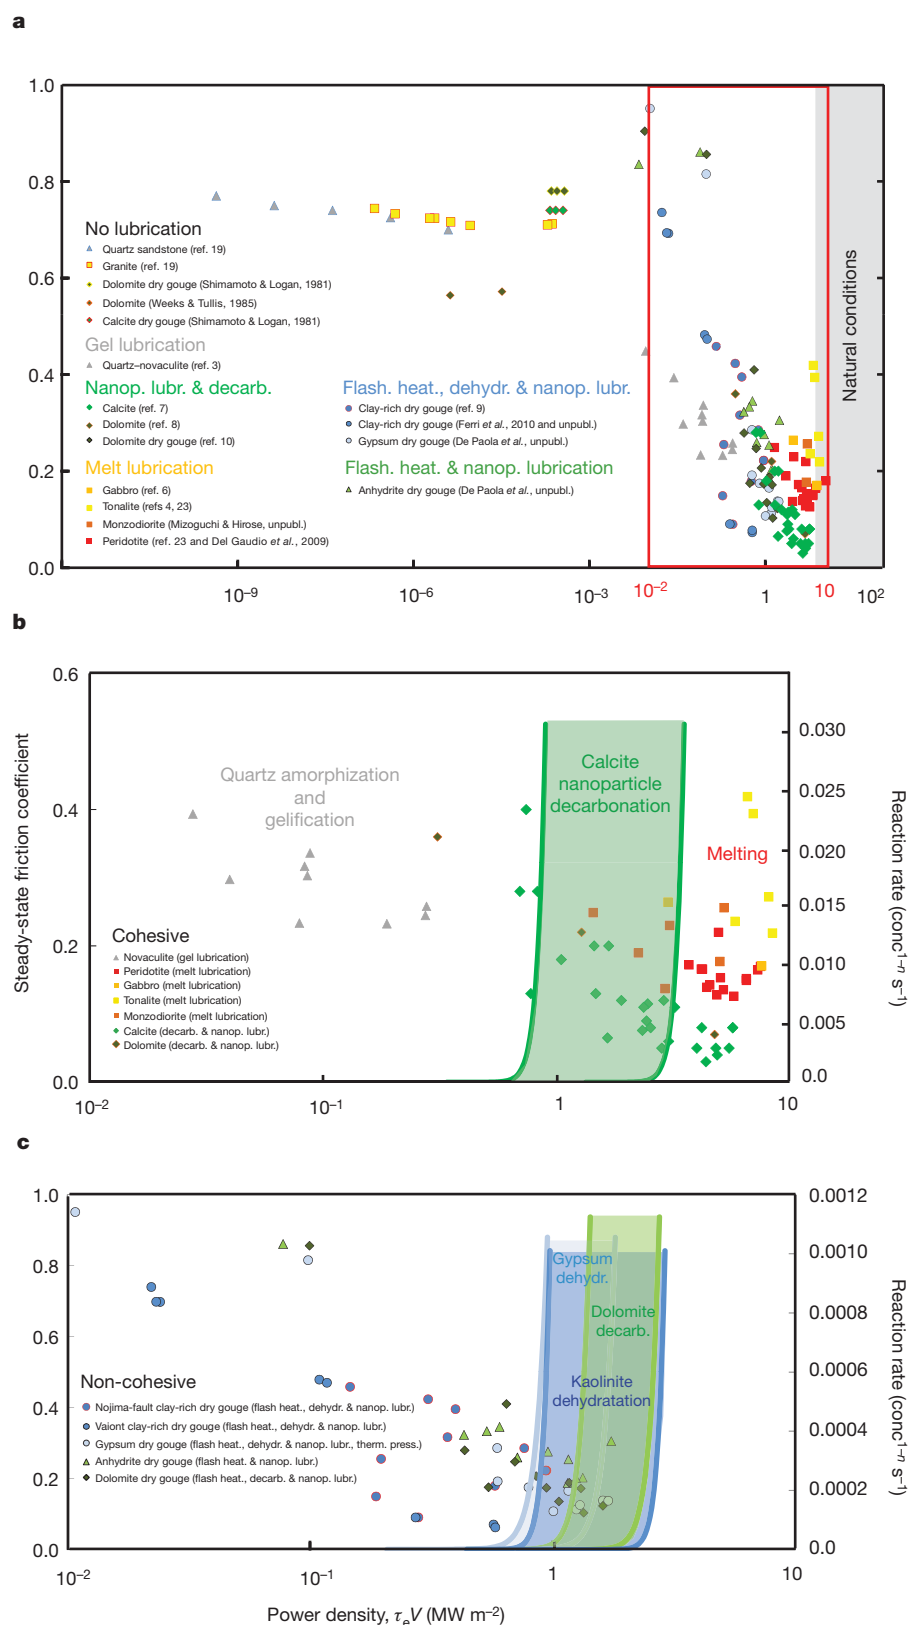 a
1.0
0.8
0.6
0.4
0.2
0.0
No lubrication
Quartz sandstone (ref. 19)
Granite (ref. 19)
Dolomite dry gouge (Shimamoto & Logan, 1981)
Dolomite (Weeks & Tullis, 1985)
Calcite dry gouge (Shimamoto & Logan, 1981)
Gel lubrication
Quartz–novaculite (ref. 3)
Nanop. lubr. & decarb.
Calcite (ref. 7)
Dolomite (ref. 8)
Dolomite dry gouge (ref. 10)
Melt lubrication
Gabbro (ref. 6)
Tonalite (refs 4, 23)
Monzodiorite (Mizoguchi & Hirose, unpubl.)
Peridotite (ref. 23 and Del Gaudio et al., 2009)
Flash. heat., dehydr. & nanop. lubr.
Clay-rich dry gouge (ref. 9)
Clay-rich dry gouge (Ferri et al., 2010 and unpubl.)
Gypsum dry gouge (De Paola et al., unpubl.)
Flash. heat. & nanop. lubrication
Anhydrite dry gouge (De Paola et al., unpubl.)
Natural conditions
10⁻⁹ 10⁻⁶ 10⁻³ 10⁻² 1 10 10²
b
0.6
0.4
0.2
0.0
Steady-state friction coefficient
Quartz amorphization
and
gelification
Calcite
nanoparticle
decarbonation
Melting
Cohesive
Novaculite (gel lubrication)
Peridotite (melt lubrication)
Gabbro (melt lubrication)
Tonalite (melt lubrication)
Monzodiorite (melt lubrication)
Calcite (decarb. & nanop. lubr.)
Dolomite (decarb. & nanop. lubr.)
0.030
0.025
0.020
0.015
0.010
0.005
0.0
Reaction rate (conc¹⁻ⁿ s⁻¹)
10⁻² 10⁻¹ 1 10
c
1.0
0.8
0.6
0.4
0.2
0.0
Gypsum
dehydr.
Dolomite
decarb.
Kaolinite
dehydratation
Non-cohesive
Nojima-fault clay-rich dry gouge (flash heat., dehydr. & nanop. lubr.)
Vaiont clay-rich dry gouge (flash heat., dehydr. & nanop. lubr.)
Gypsum dry gouge (flash heat., dehydr. & nanop. lubr., therm. press.)
Anhydrite dry gouge (flash heat., & nanop. lubr.)
Dolomite dry gouge (flash heat., decarb. & nanop. lubr.)
0.0012
0.0010
0.0008
0.0006
0.0004
0.0002
0.0
Reaction rate (conc¹⁻ⁿ s⁻¹)
10⁻² 10⁻¹ 1 10
Power density, τₑV (MW m⁻²)